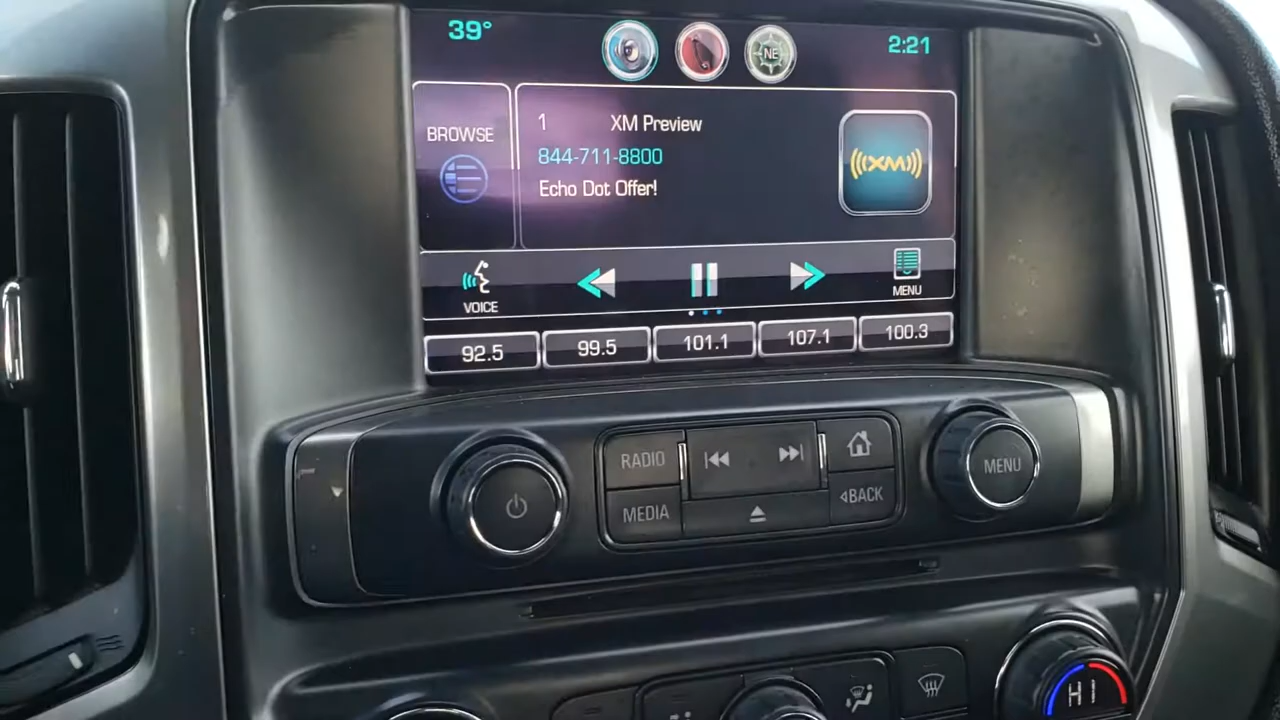 39°
NE
2:21
BROWSE
1 XM Preview
844-711-8800
Echo Dot Offer!
((XM))
VOICE
MENU
92.5 99.5 101.1 107.1 100.3
RADIO
MEDIA
BACK
MENU
HI